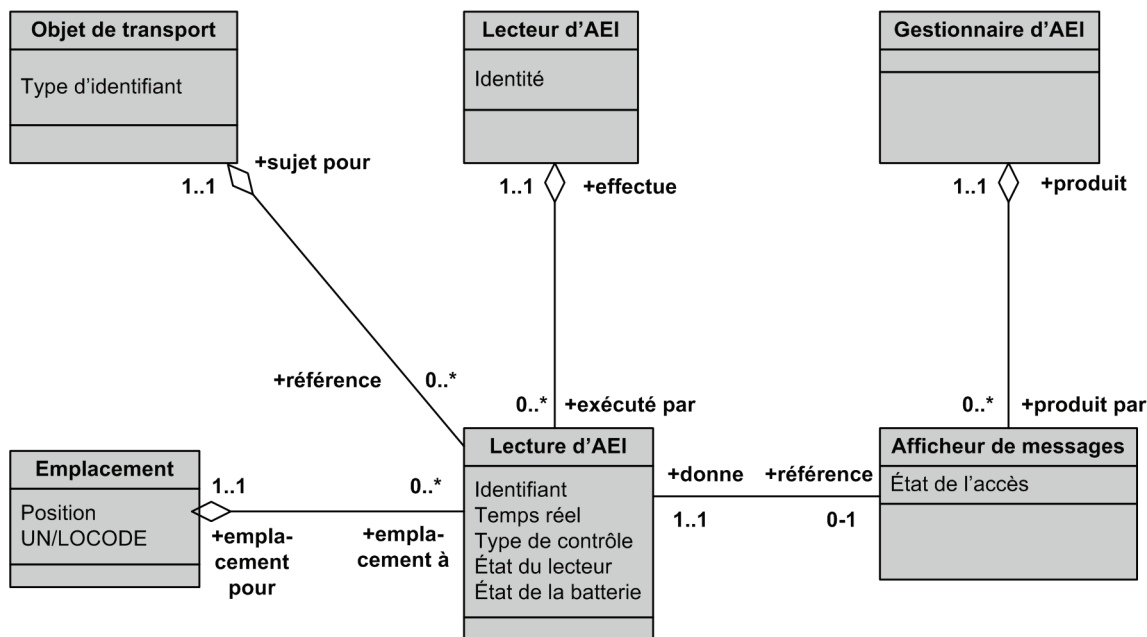 Objet de transport
Type d’identifiant
Lecteur d’AEI
Identité
Gestionnaire d’AEI
+sujet pour
1..1
1..1
+effectue
1..1
+produit
+référence
0..*
0..*
+exécuté par
0..*
+produit par
Emplacement
Position
UN/LOCODE
1..1
+empla-
cement
pour
0..*
+empla-
cement à
Lecture d’AEI
Identifiant
Temps réel
Type de contrôle
État du lecteur
État de la batterie
+donne
1..1
+référence
0-1
Afficheur de messages
État de l’accès